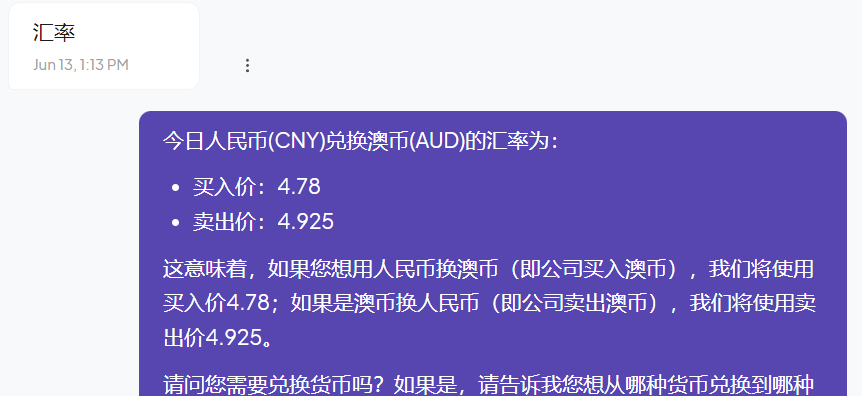 汇率
Jun 13, 1:13 PM
今日人民币(CNY)兑换澳币(AUD)的汇率为：
• 买入价：4.78
• 卖出价：4.925
这意味着，如果您想用人民币换澳币（即公司买入澳币），我们将使用
买入价4.78；如果是澳币换人民币（即公司卖出澳币），我们将使用卖
出价4.925。
请问您需要兑换货币吗？如果是，请告诉我您想从哪种货币兑换到哪种